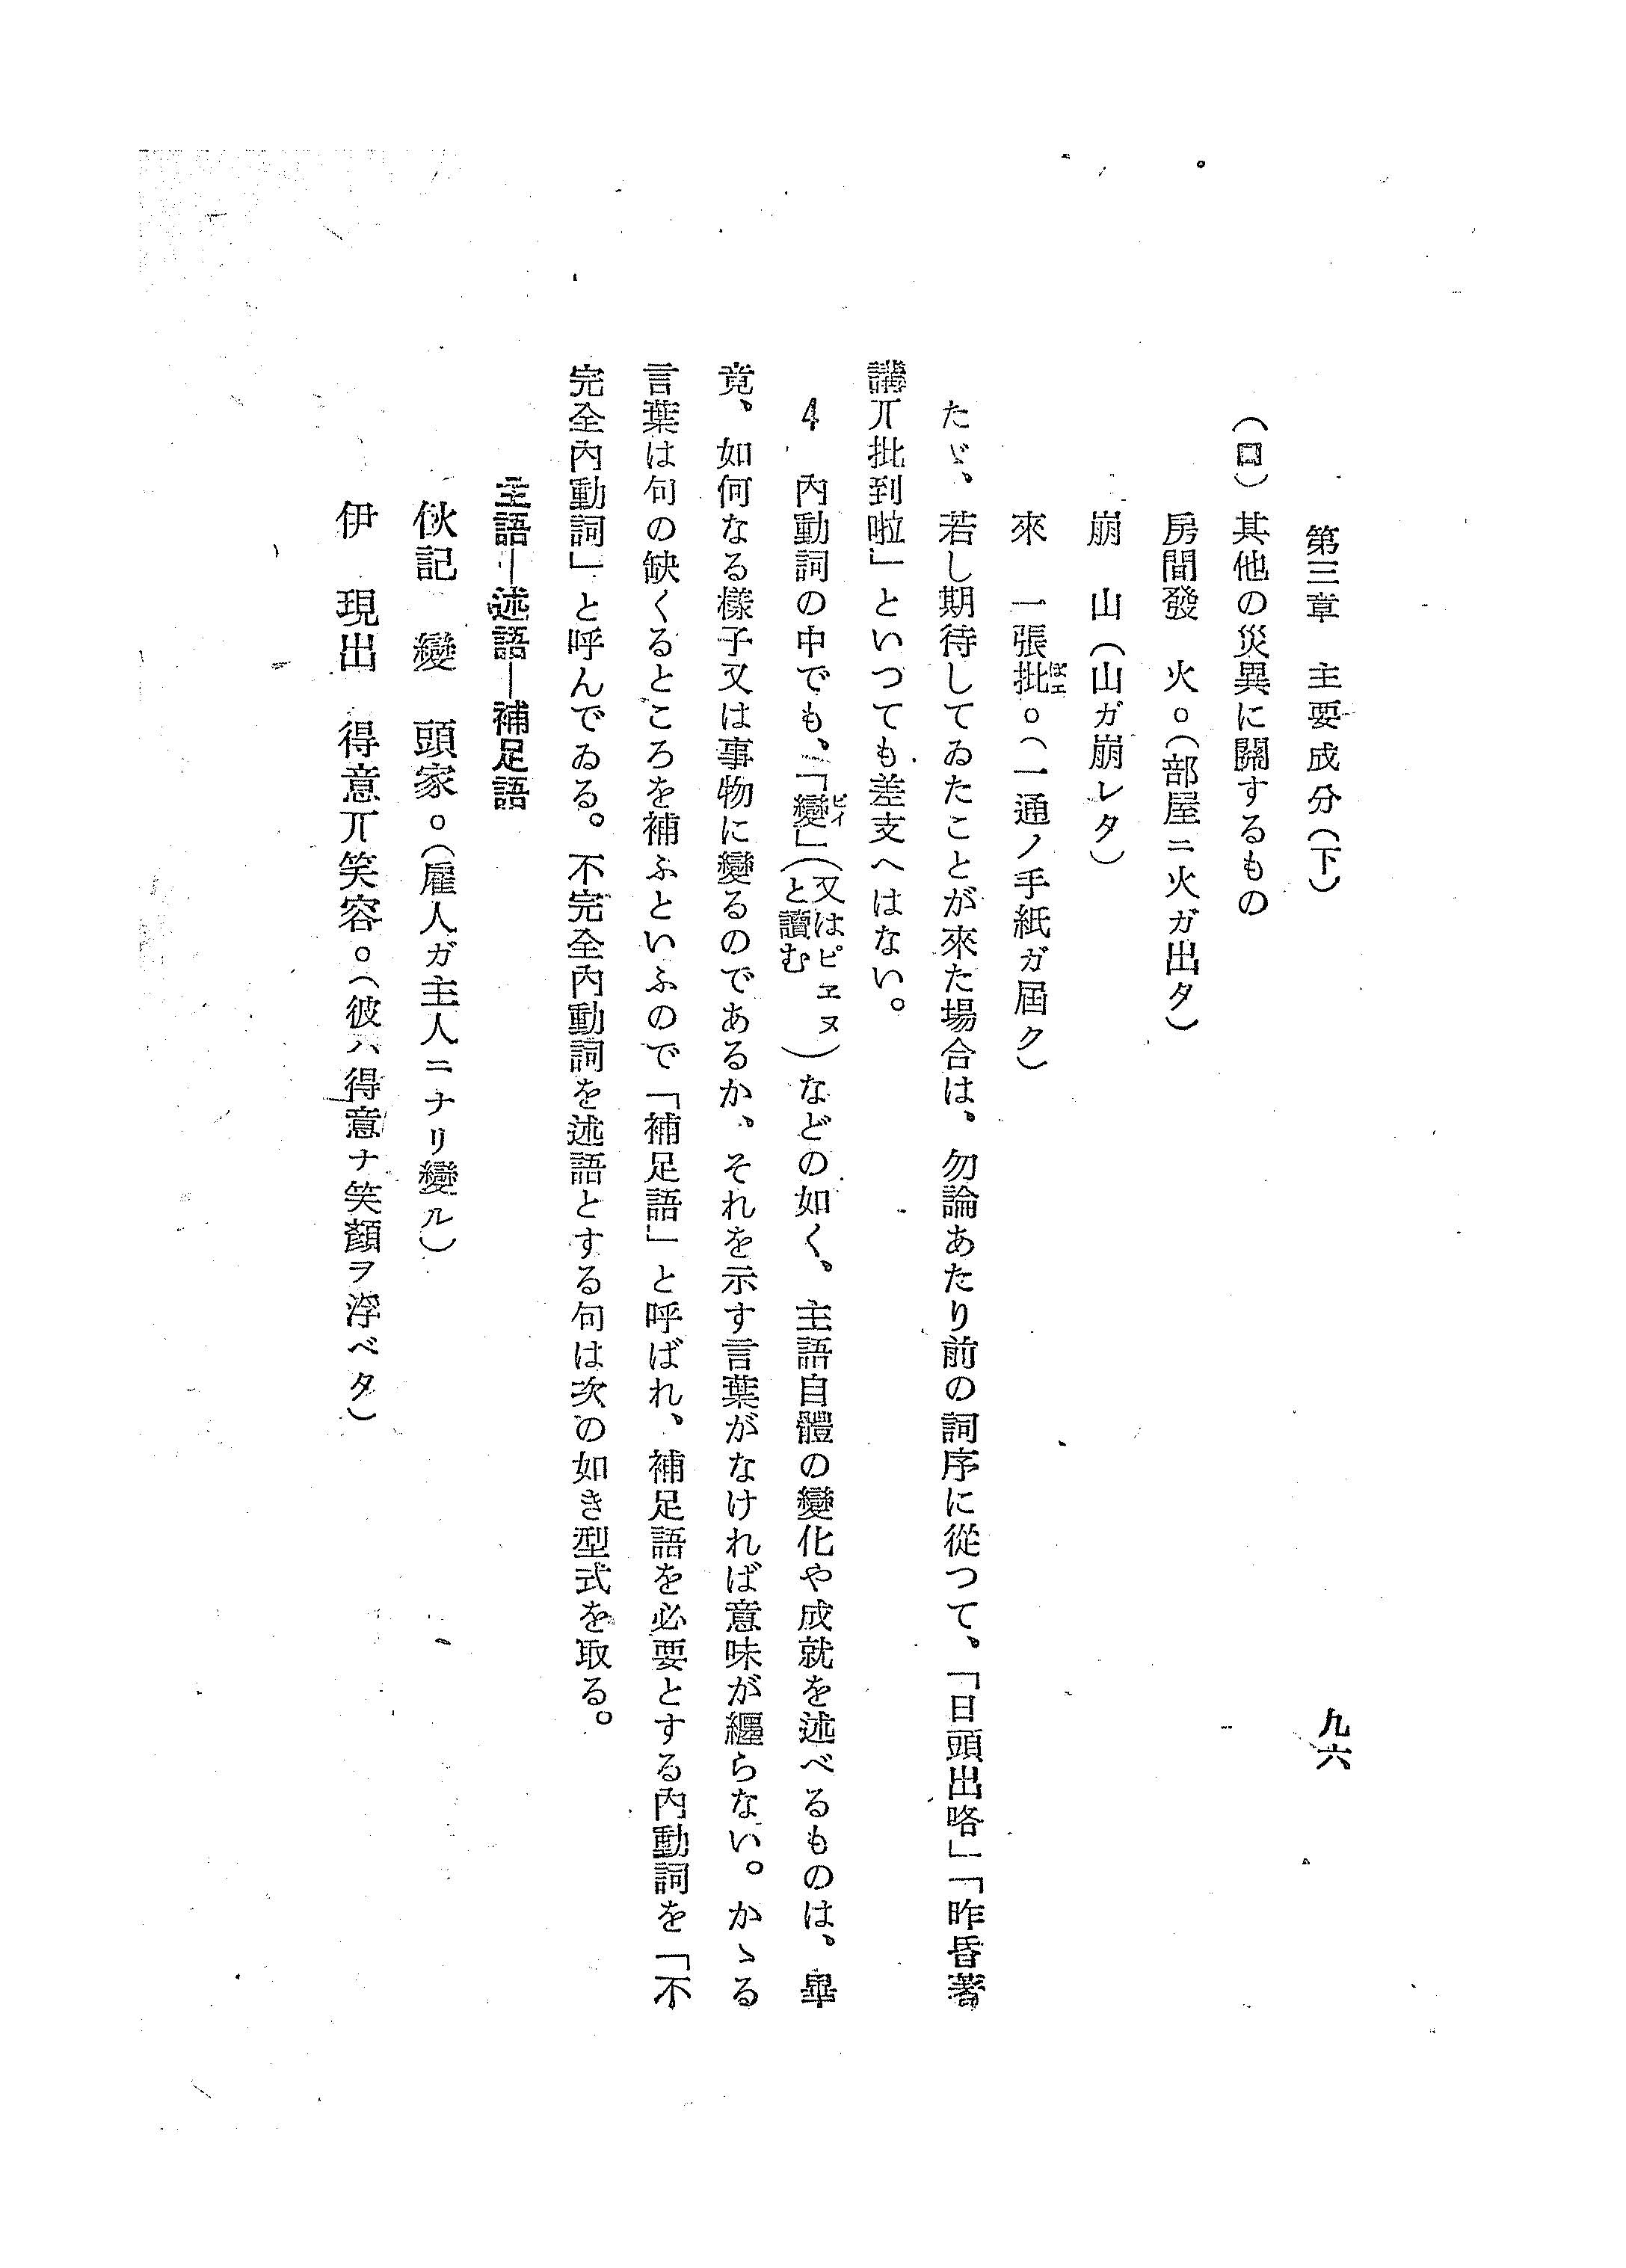 第三章　主要成分(下)
九六
(ロ)其他の災異に關するもの
房間發　火。(部屋ニ火ガ出タ)
崩　山(山ガ崩レタ)
來　一張批。(一通ノ手紙ガ屆ク)
たゞ、若し期待してゐたことが來た場合は、勿論あたり前の詞序に從つて、「日頭出咯」「昨昏著
講丌批到啦」といつても差支へはない。
4　內動詞の中でも、「變」(又はピエヌと讀む)などの如く、主語自體の變化や成就を述べるものは、畢
竟、如何なる樣子又は事物に變るのであるか、それを示す言葉がなければ意味が纒らない。かゝる
言葉は句の缺くるところを補ふといふので「補足語」と呼ばれ、補足語を必要とする內動詞を「不
完全內動詞」と呼んでゐる。不完全內動詞を述語とする句は次の如き型式を取る。
主語―述語―補足語
伙記　變　頭家。(雇人ガ主人ニナリ變ル)
伊　現出　得意丌笑容。(彼ハ得意ナ笑顏ヲ浮ベタ)